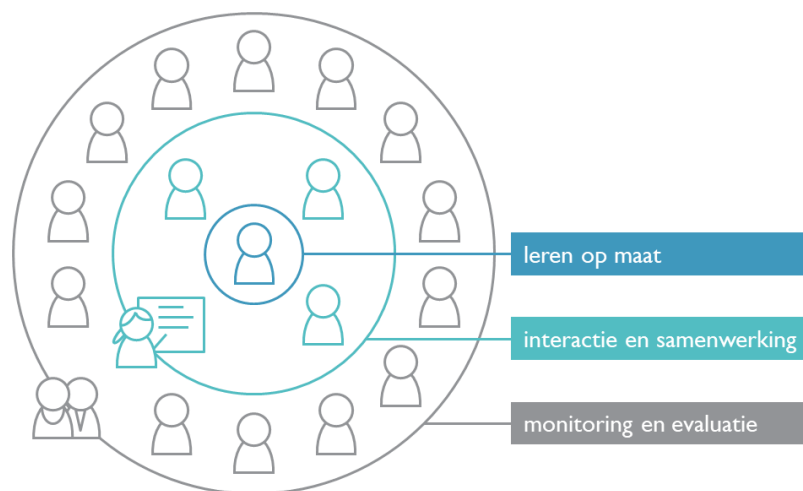 leren op maat
interactie en samenwerking
monitoring en evaluatie